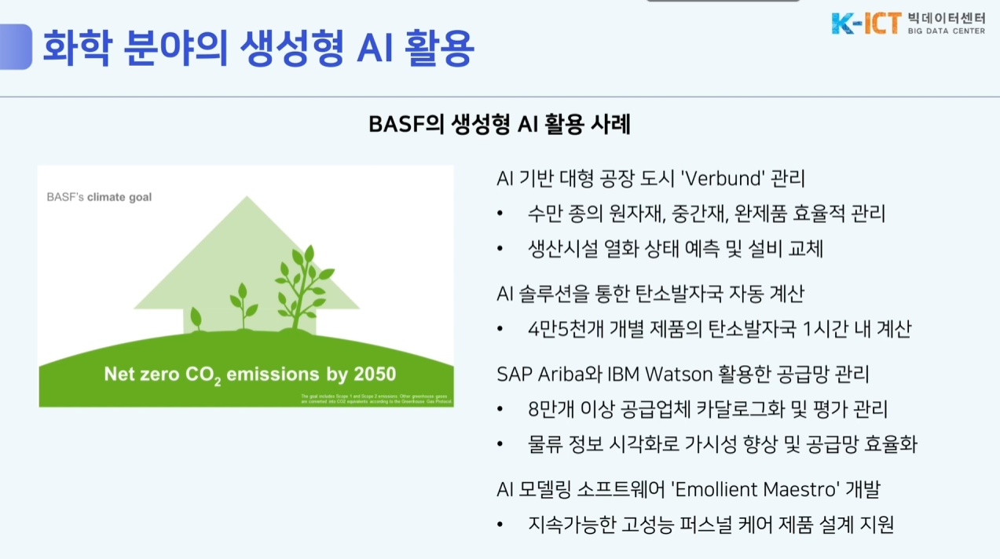 화학 분야의 생성형 AI 활용
K-ICT 빅데이터센터
BIG DATA CENTER
BASF의 생성형 AI 활용 사례
BASF's climate goal
Net zero CO₂ emissions by 2050
The goal includes Scope 1 and Scope 2 emissions. Other greenhouse gases
are converted into CO2 equivalents according to the Greenhouse Gas Protocol
AI 기반 대형 공장 도시 'Verbund' 관리
• 수만 종의 원자재, 중간재, 완제품 효율적 관리
• 생산시설 열화 상태 예측 및 설비 교체
AI 솔루션을 통한 탄소발자국 자동 계산
• 4만5천개 개별 제품의 탄소발자국 1시간 내 계산
SAP Ariba와 IBM Watson 활용한 공급망 관리
• 8만개 이상 공급업체 카달로그화 및 평가 관리
• 물류 정보 시각화로 가시성 향상 및 공급망 효율화
AI 모델링 소프트웨어 'Emollient Maestro' 개발
• 지속가능한 고성능 퍼스널 케어 제품 설계 지원